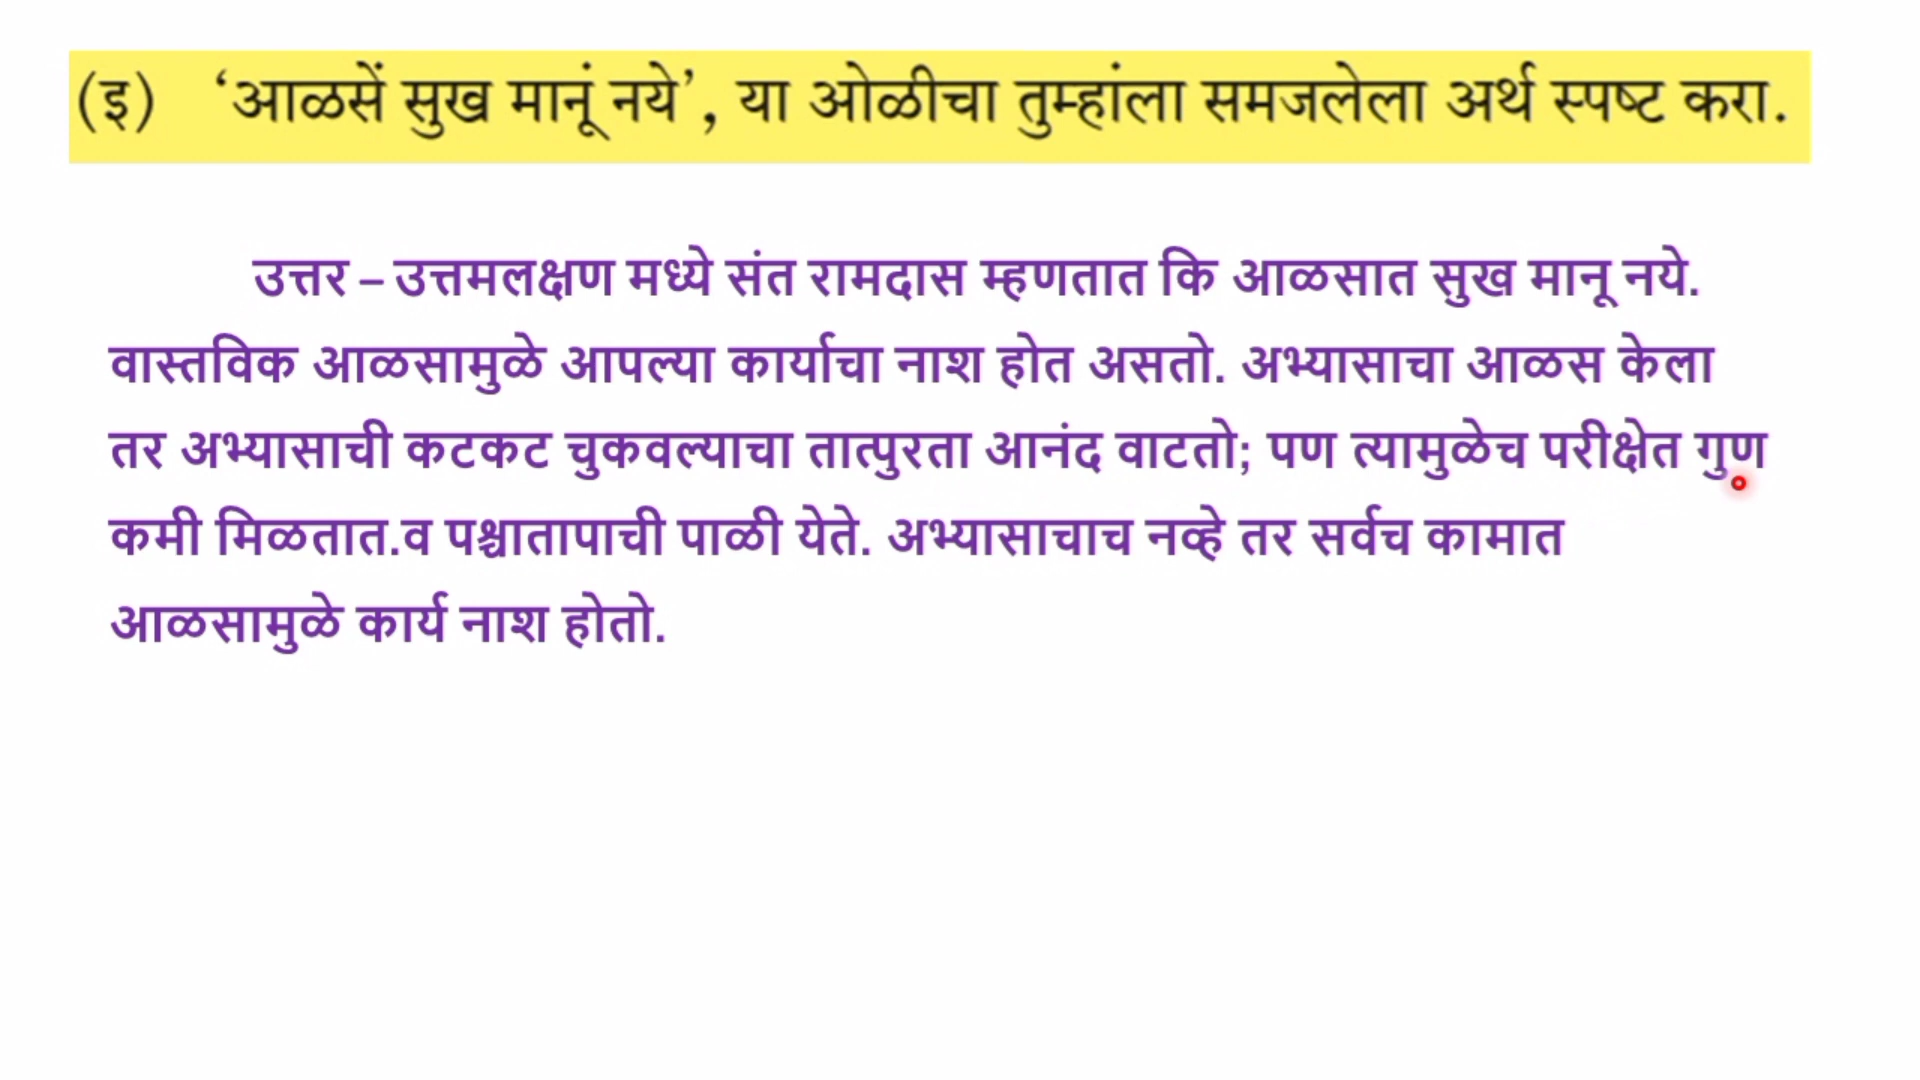 (इ) ‘आळसें सुख मानूं नये’, या ओळीचा तुम्हांला समजलेला अर्थ स्पष्ट करा.
उत्तर – उत्तमलक्षण मध्ये संत रामदास म्हणतात कि आळसात सुख मानू नये.
वास्तविक आळसामुळे आपल्या कार्याचा नाश होत असतो. अभ्यासाचा आळस केला
तर अभ्यासाची कटकट चुकवल्याचा तात्पुरता आनंद वाटतो; पण त्यामुळेच परीक्षेत गुण
कमी मिळतात.व पश्चातापाची पाळी येते. अभ्यासाचाच नव्हे तर सर्वच कामात
आळसामुळे कार्य नाश होतो.